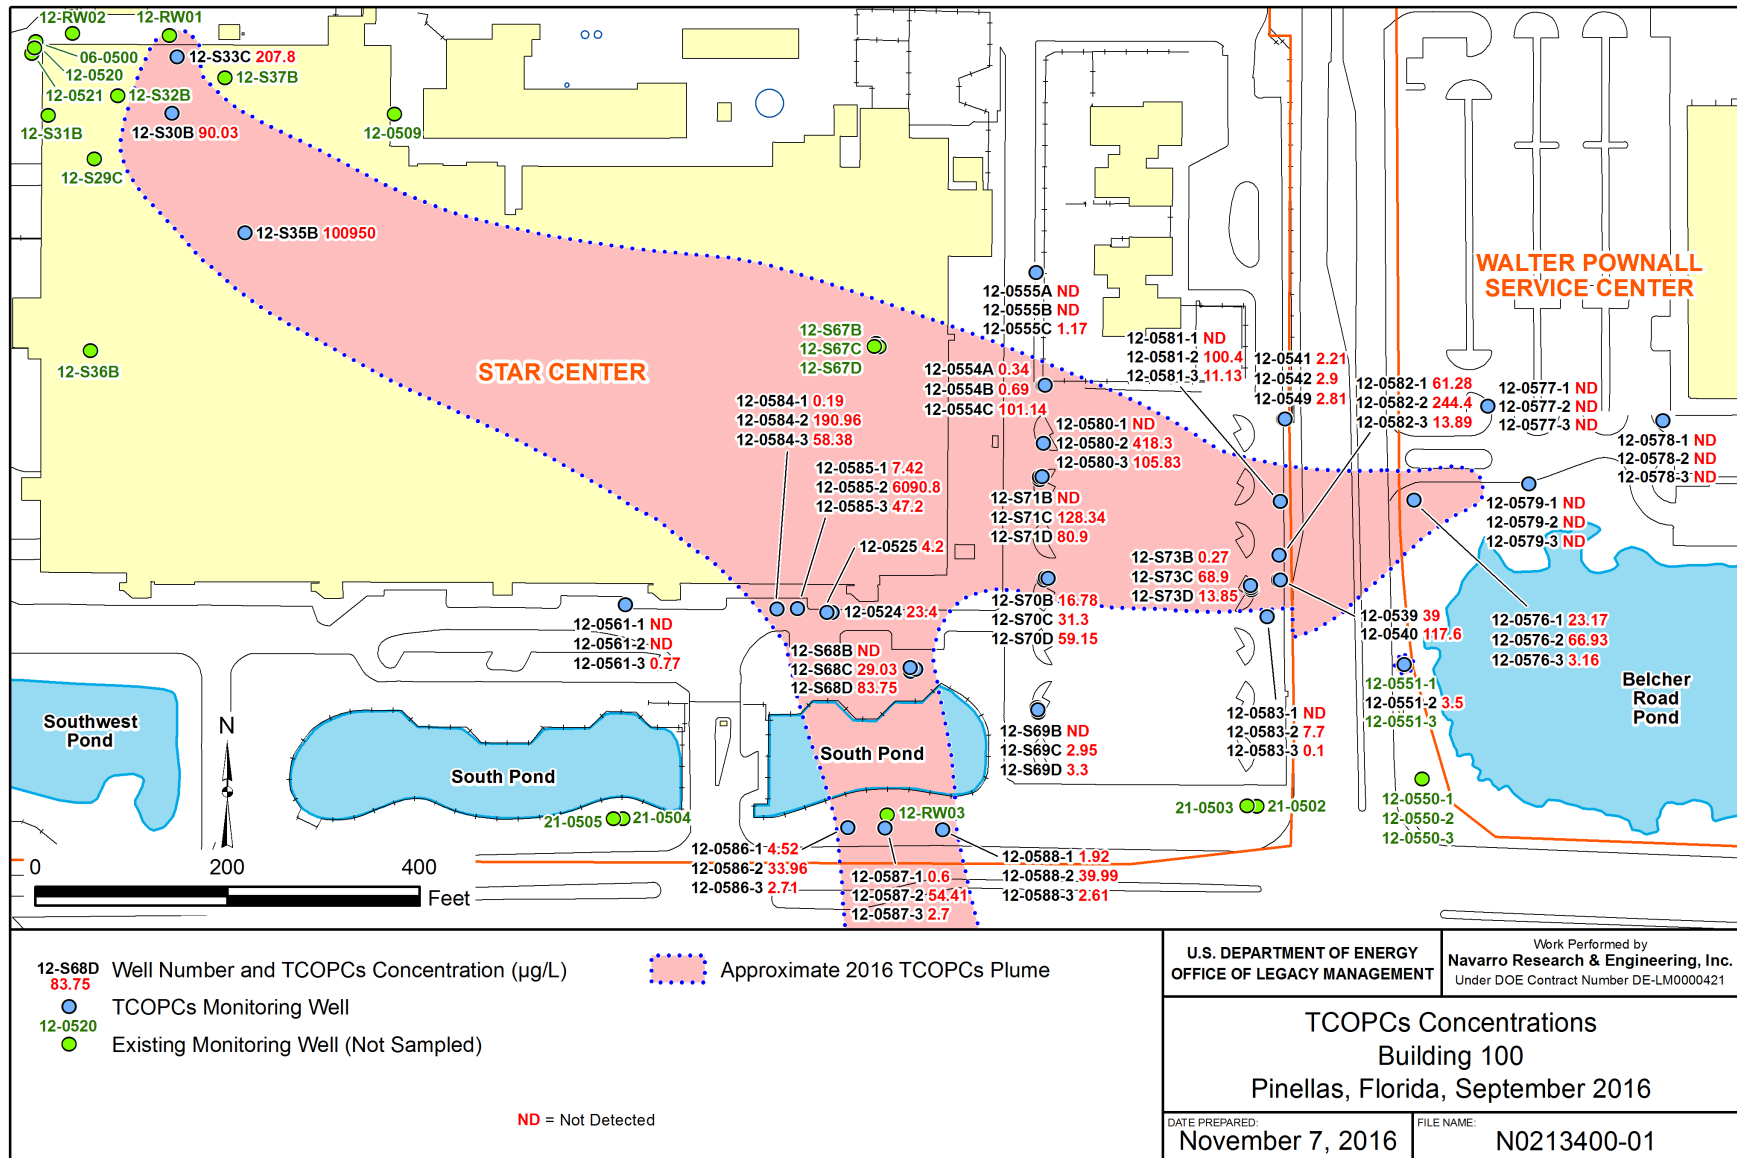 12-RW02
12-RW01
06-0500
12-0520
12-0521
12-S33C 207.8
12-S37B
12-S32B
12-S31B
12-S30B 90.03
12-0509
12-S29C
12-S35B 100950
12-S36B
STAR CENTER
WALTER POWNALL
SERVICE CENTER
12-S67B
12-S67C
12-S67D
12-0555A ND
12-0555B ND
12-0555C 1.17
12-0554A 0.34
12-0554B 0.69
12-0554C 101.14
12-0581-1 ND
12-0581-2 100.4
12-0581-3 11.13
12-0541 2.21
12-0542 2.9
12-0549 2.81
12-0582-1 61.28
12-0582-2 244.4
12-0582-3 13.89
12-0577-1 ND
12-0577-2 ND
12-0577-3 ND
12-0578-1 ND
12-0578-2 ND
12-0578-3 ND
12-0584-1 0.19
12-0584-2 190.96
12-0584-3 58.38
12-0580-1 ND
12-0580-2 418.3
12-0580-3 105.83
12-0585-1 7.42
12-0585-2 6090.8
12-0585-3 47.2
12-S71B ND
12-S71C 128.34
12-S71D 80.9
12-0579-1 ND
12-0579-2 ND
12-0579-3 ND
12-0525 4.2
12-0524 23.4
12-S73B 0.27
12-S73C 68.9
12-S73D 13.85
12-S70B 16.78
12-S70C 31.3
12-S70D 59.15
12-0539 39
12-0540 117.6
12-0576-1 23.17
12-0576-2 66.93
12-0576-3 3.16
12-0561-1 ND
12-0561-2 ND
12-0561-3 0.77
12-S68B ND
12-S68C 29.03
12-S68D 83.75
12-0551-1
12-0551-2 3.5
12-0551-3
Belcher
Road
Pond
12-0583-1 ND
12-0583-2 7.7
12-0583-3 0.1
12-S69B ND
12-S69C 2.95
12-S69D 3.3
Southwest
Pond
N
South Pond
South Pond
21-0505
21-0504
12-RW03
21-0503
21-0502
12-0550-1
12-0550-2
12-0550-3
12-0586-1 4.52
12-0586-2 33.96
12-0586-3 2.71
12-0587-1 0.6
12-0587-2 54.41
12-0587-3 2.7
12-0588-1 1.92
12-0588-2 39.99
12-0588-3 2.61
0 200 400
Feet
12-S68D
83.75
Well Number and TCOPCs Concentration (µg/L)
TCOPCs Monitoring Well
12-0520
Existing Monitoring Well (Not Sampled)
Approximate 2016 TCOPCs Plume
ND = Not Detected
U.S. DEPARTMENT OF ENERGY
OFFICE OF LEGACY MANAGEMENT
Work Performed by
Navarro Research & Engineering, Inc.
Under DOE Contract Number DE-LM0000421
TCOPCs Concentrations
Building 100
Pinellas, Florida, September 2016
DATE PREPARED:
November 7, 2016
FILE NAME:
N0213400-01